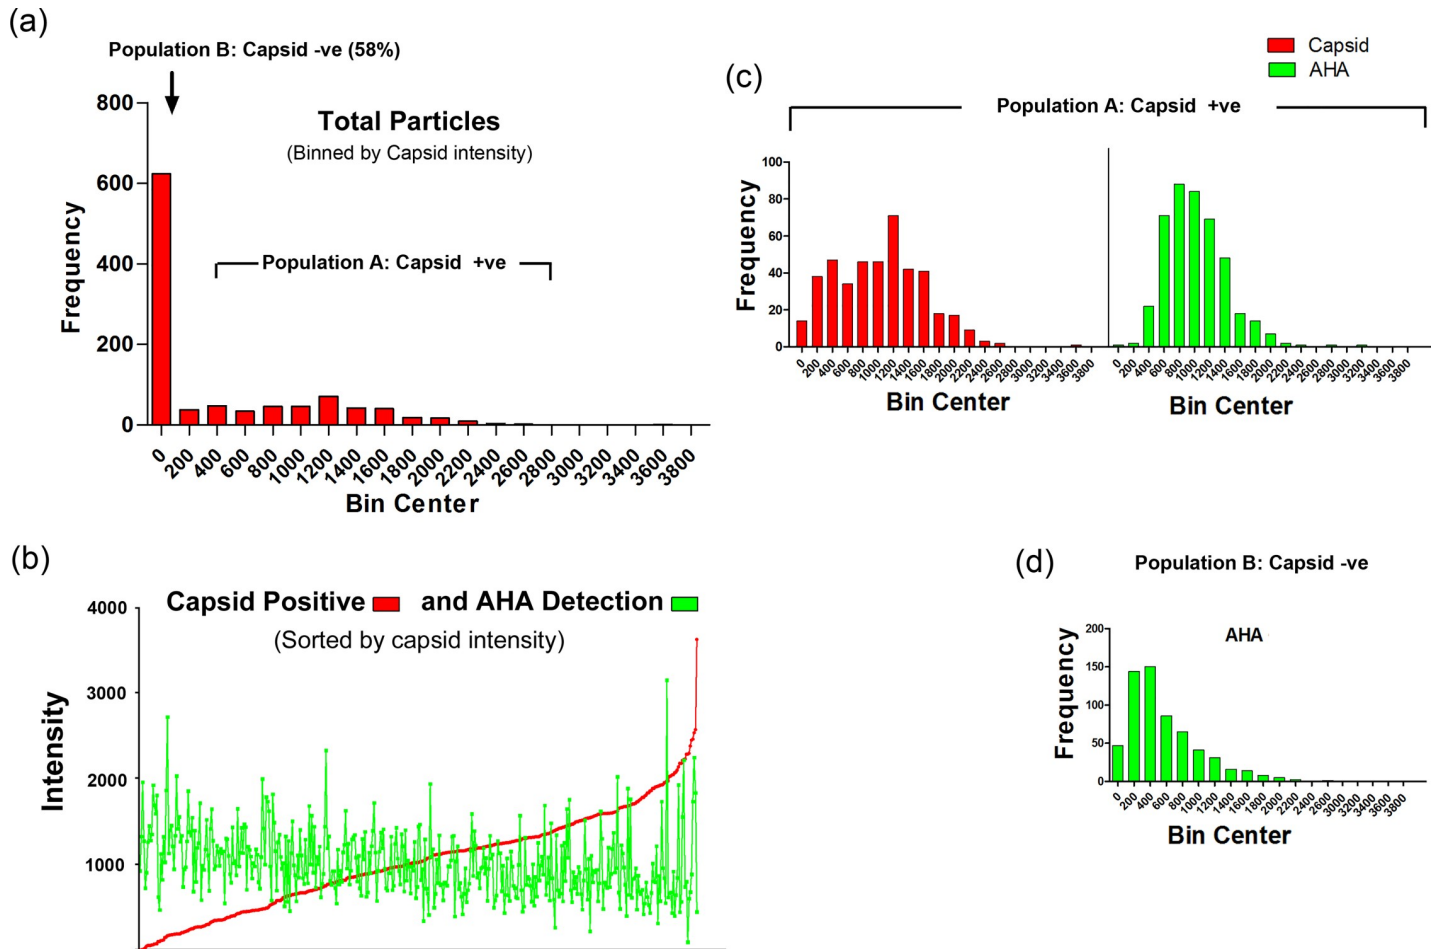 (a)
Population B: Capsid -ve (58%)
Total Particles
(Binned by Capsid intensity)
Population A: Capsid +ve
Frequency
800
600
400
200
0
0 200 400 600 800 1000 1200 1400 1600 1800 2000 2200 2400 2600 2800 3000 3200 3400 3600 3800
Bin Center
(b)
Capsid Positive and AHA Detection
(Sorted by capsid intensity)
Intensity
4000
3000
2000
1000
(c)
Capsid
AHA
Population A: Capsid +ve
Frequency
100
80
60
40
20
0
0 200 400 600 800 1000 1200 1400 1600 1800 2000 2200 2400 2600 2800 3000 3200 3400 3600 3800
Bin Center
0 200 400 600 800 1000 1200 1400 1600 1800 2000 2200 2400 2600 2800 3000 3200 3400 3600 3800
Bin Center
(d)
Population B: Capsid -ve
AHA
Frequency
200
150
100
50
0
0 200 400 600 800 1000 1200 1400 1600 1800 2000 2200 2400 2600 2800 3000 3200 3400 3600 3800
Bin Center